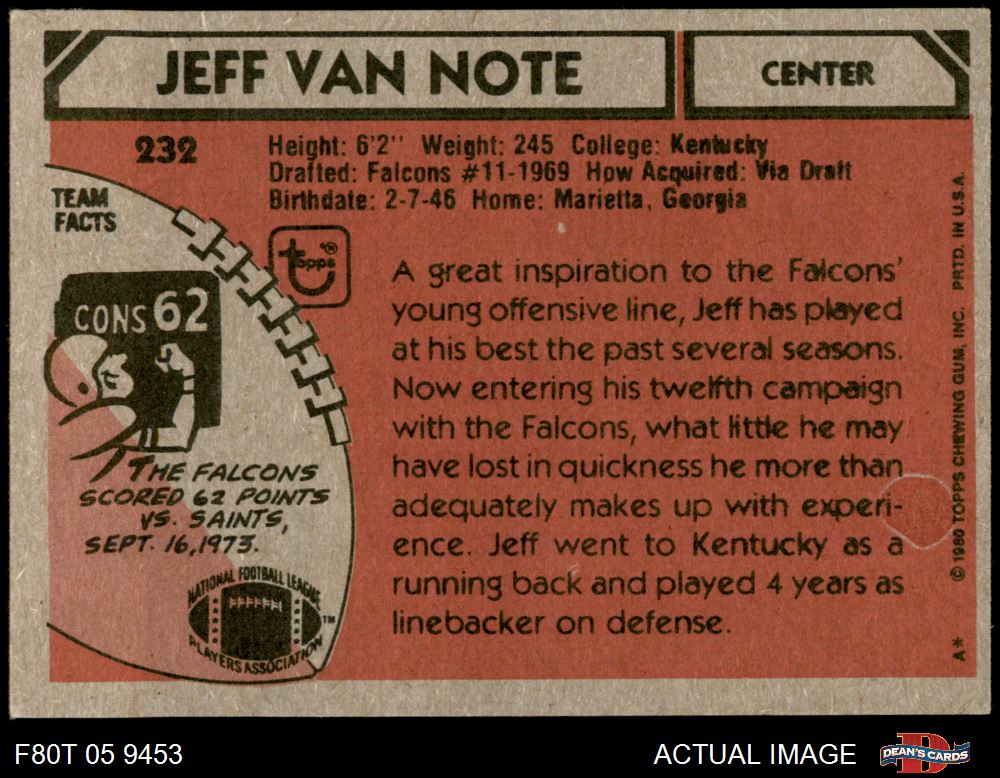 JEFF VAN NOTE
CENTER
232
Height: 6'2'' Weight: 245 College: Kentucky
Drafted: Falcons #11-1969 How Acquired: Via Draft
Birthdate: 2-7-46 Home: Marietta, Georgia
TEAM
FACTS
topps®
CONS 62
THE FALCONS
SCORED 62 POINTS
VS. SAINTS,
SEPT. 16, 1973.
NATIONAL FOOTBALL LEAGUE
PLAYERS ASSOCIATION
™
A great inspiration to the Falcons'
young offensive line, Jeff has played
at his best the past several seasons.
Now entering his twelfth campaign
with the Falcons, what little he may
have lost in quickness he more than
adequately makes up with experi-
ence. Jeff went to Kentucky as a
running back and played 4 years as
linebacker on defense.
A* © 1980 TOPPS CHEWING GUM, INC. PRTD. IN U.S.A.
F80T 05 9453
ACTUAL IMAGE
D
DEAN'S CARDS